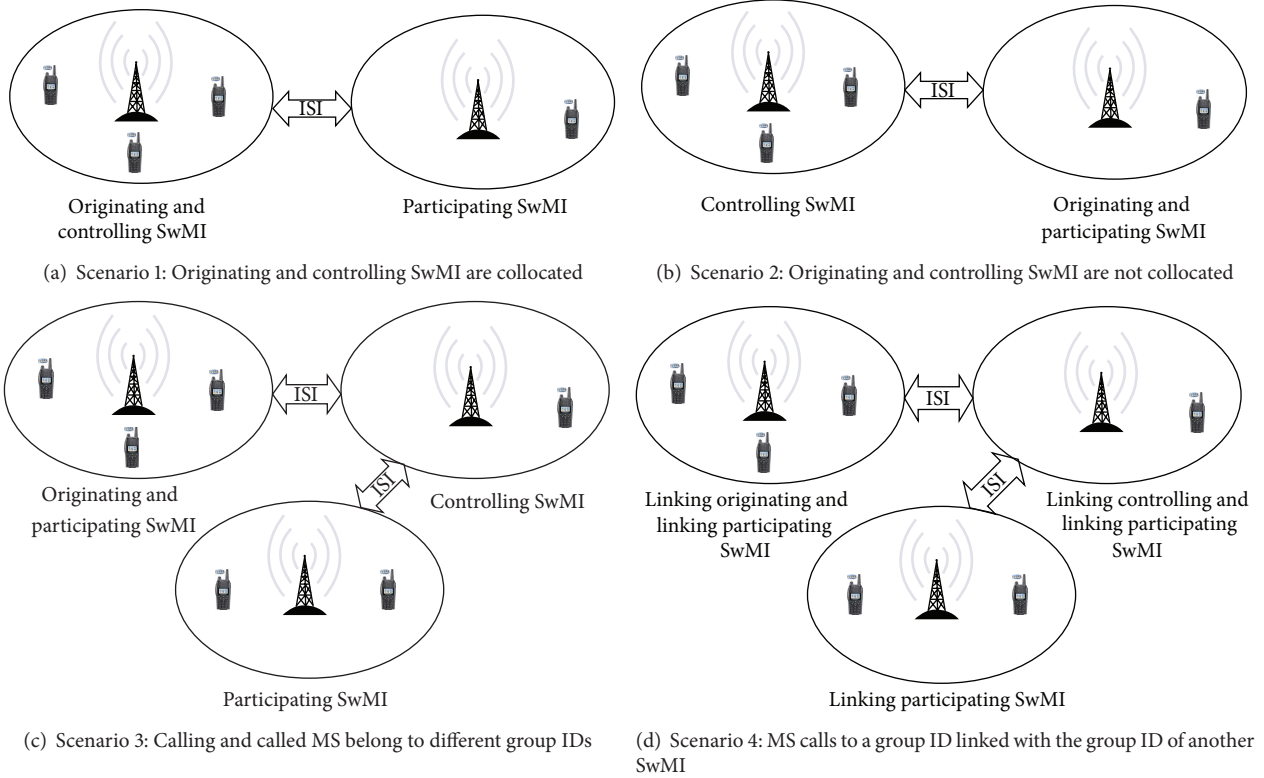 ISI
Originating and
controlling SwMI
Participating SwMI
(a) Scenario 1: Originating and controlling SwMI are collocated
ISI
Controlling SwMI
Originating and
participating SwMI
(b) Scenario 2: Originating and controlling SwMI are not collocated
ISI
Originating and
participating SwMI
Controlling SwMI
ISI
Participating SwMI
(c) Scenario 3: Calling and called MS belong to different group IDs
ISI
Linking originating and
linking participating
SwMI
Linking controlling and
linking participating
SwMI
ISI
Linking participating SwMI
(d) Scenario 4: MS calls to a group ID linked with the group ID of another
SwMI